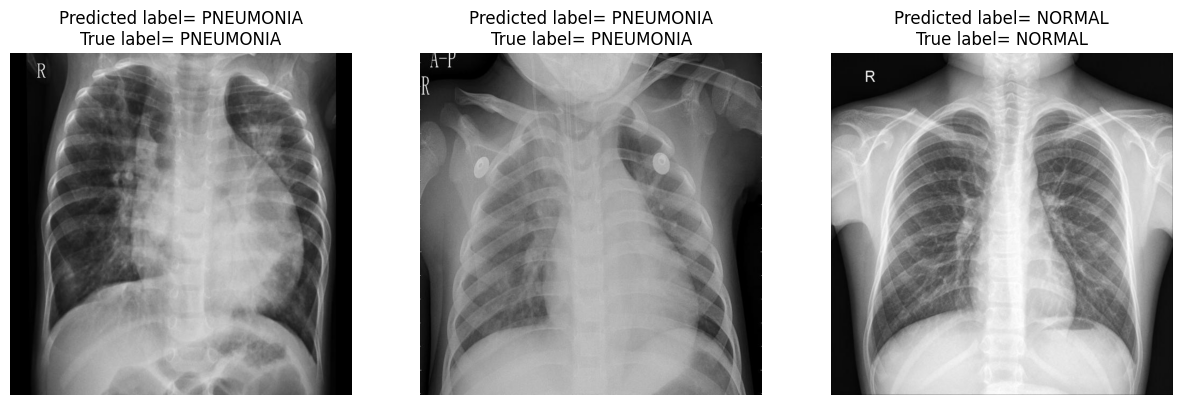 Predicted label= PNEUMONIA
True label= PNEUMONIA
R
Predicted label= PNEUMONIA
True label= PNEUMONIA
A-P
R
Predicted label= NORMAL
True label= NORMAL
R